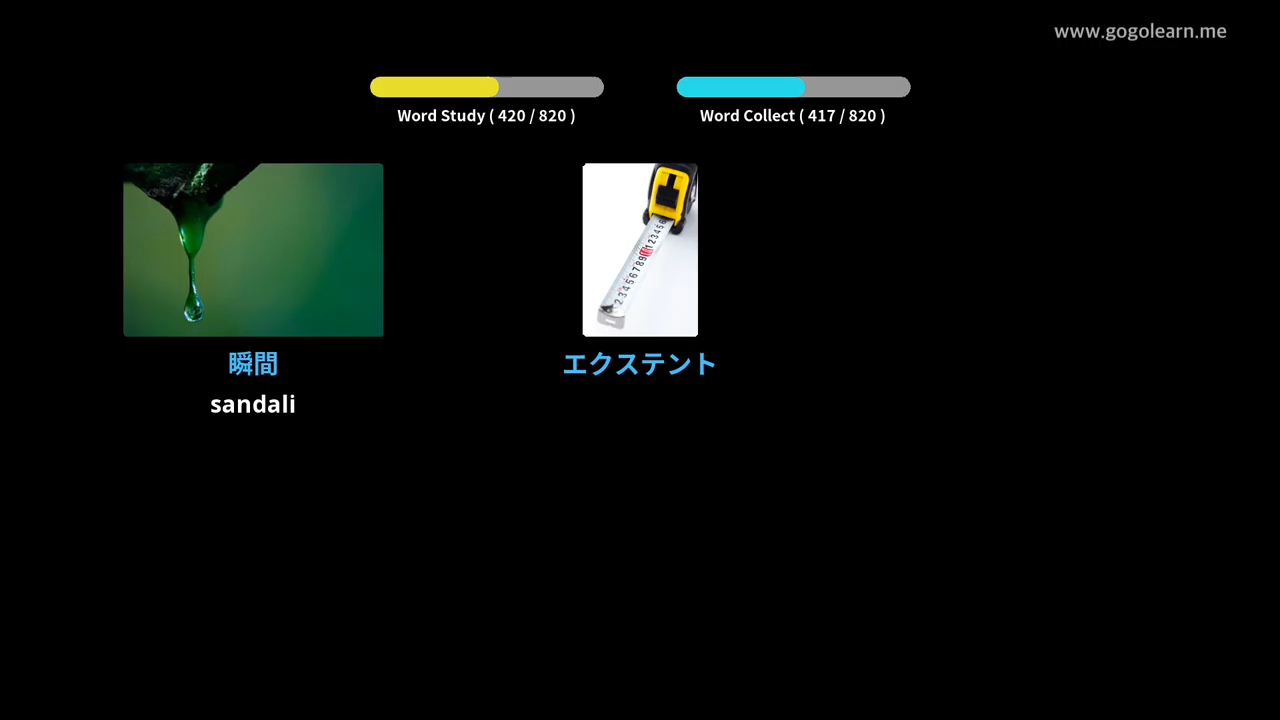 www.gogolearn.me
Word Study ( 420 / 820 )
Word Collect ( 417 / 820 )
瞬間
sandali
エクステント